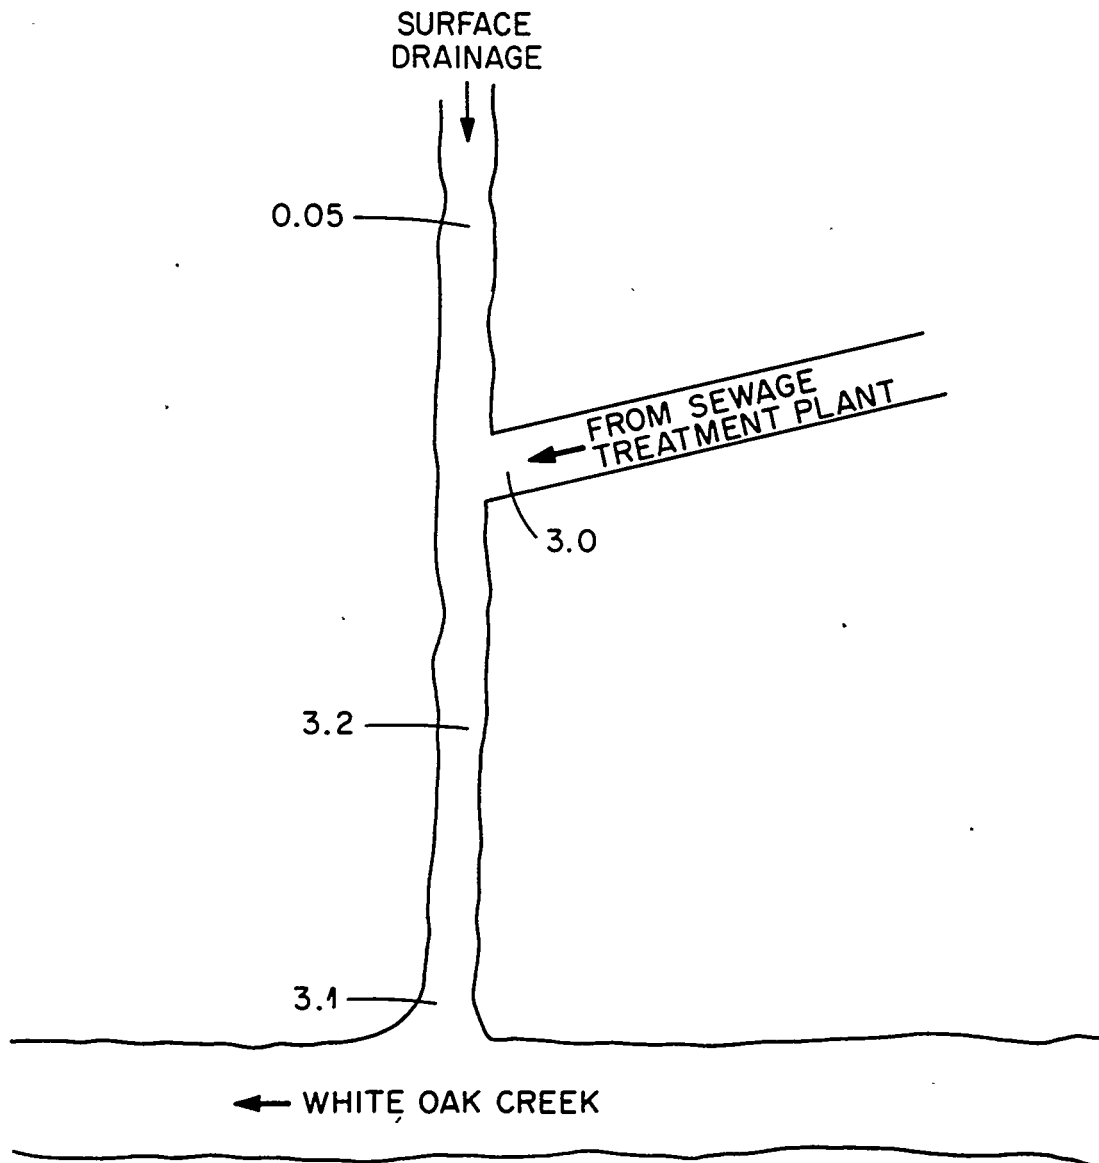 SURFACE
DRAINAGE
0.05
FROM SEWAGE
TREATMENT PLANT
3.0
3.2
3.1
WHITE OAK CREEK